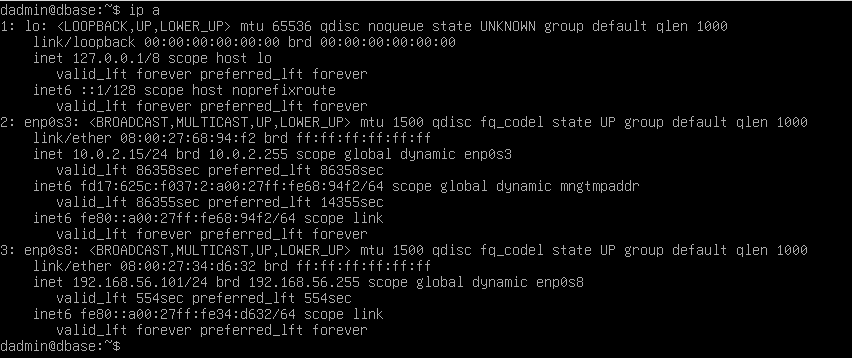 dadmin@dbase:~$ ip a
1: lo: <LOOPBACK,UP,LOWER_UP> mtu 65536 qdisc noqueue state UNKNOWN group default qlen 1000
    link/loopback 00:00:00:00:00:00 brd 00:00:00:00:00:00
    inet 127.0.0.1/8 scope host lo
       valid_lft forever preferred_lft forever
    inet6 ::1/128 scope host noprefixroute
       valid_lft forever preferred_lft forever
2: enp0s3: <BROADCAST,MULTICAST,UP,LOWER_UP> mtu 1500 qdisc fq_codel state UP group default qlen 1000
    link/ether 08:00:27:68:94:f2 brd ff:ff:ff:ff:ff:ff
    inet 10.0.2.15/24 brd 10.0.2.255 scope global dynamic enp0s3
       valid_lft 86358sec preferred_lft 86358sec
    inet6 fd17:625c:f037:2:a00:27ff:fe68:94f2/64 scope global dynamic mngtmpaddr
       valid_lft 86355sec preferred_lft 14355sec
    inet6 fe80::a00:27ff:fe68:94f2/64 scope link
       valid_lft forever preferred_lft forever
3: enp0s8: <BROADCAST,MULTICAST,UP,LOWER_UP> mtu 1500 qdisc fq_codel state UP group default qlen 1000
    link/ether 08:00:27:34:d6:32 brd ff:ff:ff:ff:ff:ff
    inet 192.168.56.101/24 brd 192.168.56.255 scope global dynamic enp0s8
       valid_lft 554sec preferred_lft 554sec
    inet6 fe80::a00:27ff:fe34:d632/64 scope link
       valid_lft forever preferred_lft forever
dadmin@dbase:~$